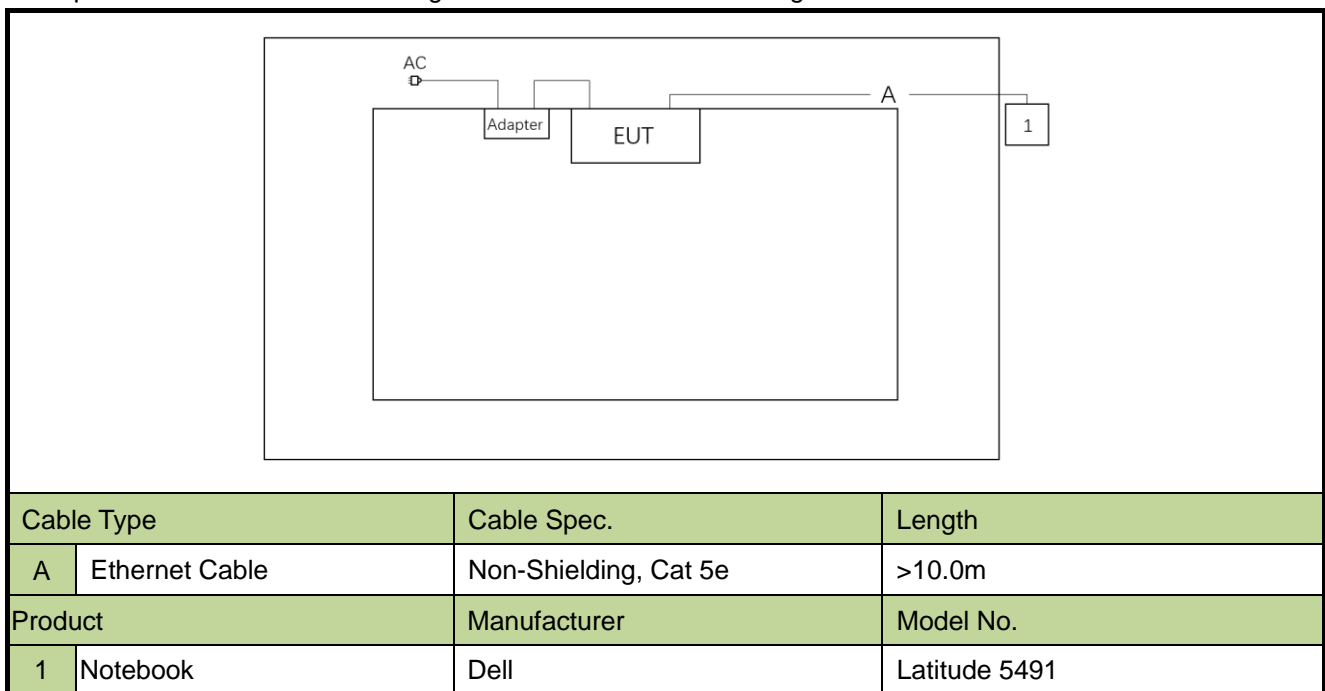 AC
A
Adapter
EUT
1
Cable Type Cable Spec. Length
A Ethernet Cable Non-Shielding, Cat 5e >10.0m
Product Manufacturer Model No.
1 Notebook Dell Latitude 5491